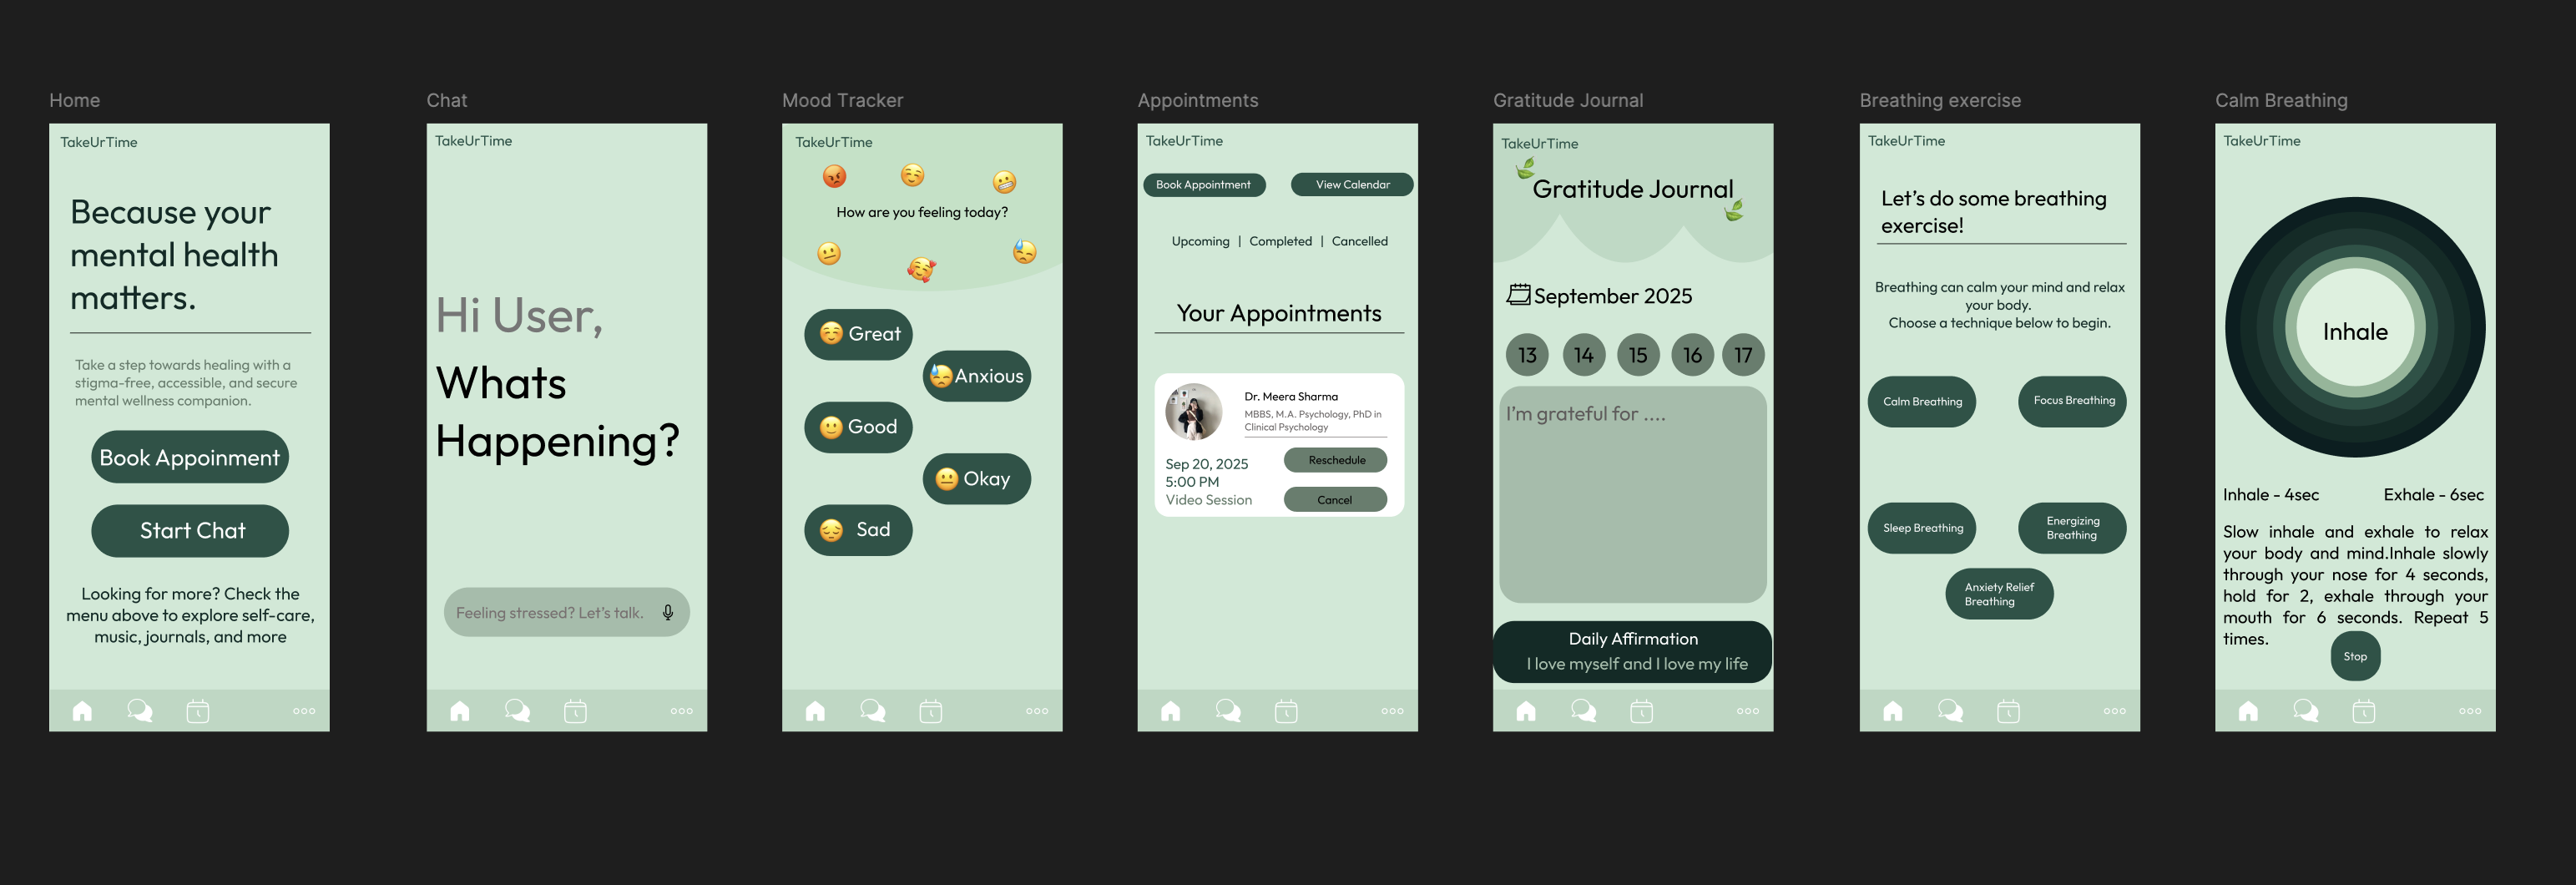 Home
TakeUrTime
Because your
mental health
matters.
Take a step towards healing with a
stigma-free, accessible, and secure
mental wellness companion.
Book Appoinment
Start Chat
Looking for more? Check the
menu above to explore self-care,
music, journals, and more
Chat
TakeUrTime
Hi User,
Whats
Happening?
Feeling stressed? Let's talk.
Mood Tracker
TakeUrTime
How are you feeling today?
Great
Anxious
Good
Okay
Sad
Appointments
TakeUrTime
Book Appointment
View Calendar
Upcoming | Completed | Cancelled
Your Appointments
Dr. Meera Sharma
MBBS, M.A. Psychology, PhD in
Clinical Psychology
Sep 20, 2025
5:00 PM
Video Session
Reschedule
Cancel
Gratitude Journal
TakeUrTime
Gratitude Journal
September 2025
13 14 15 16 17
I'm grateful for ....
Daily Affirmation
I love myself and I love my life
Breathing exercise
TakeUrTime
Let's do some breathing
exercise!
Breathing can calm your mind and relax
your body.
Choose a technique below to begin.
Calm Breathing
Focus Breathing
Sleep Breathing
Energizing
Breathing
Anxiety Relief
Breathing
Calm Breathing
TakeUrTime
Inhale
Inhale - 4sec
Exhale - 6sec
Slow inhale and exhale to relax
your body and mind.Inhale slowly
through your nose for 4 seconds,
hold for 2, exhale through your
mouth for 6 seconds. Repeat 5
times.
Stop